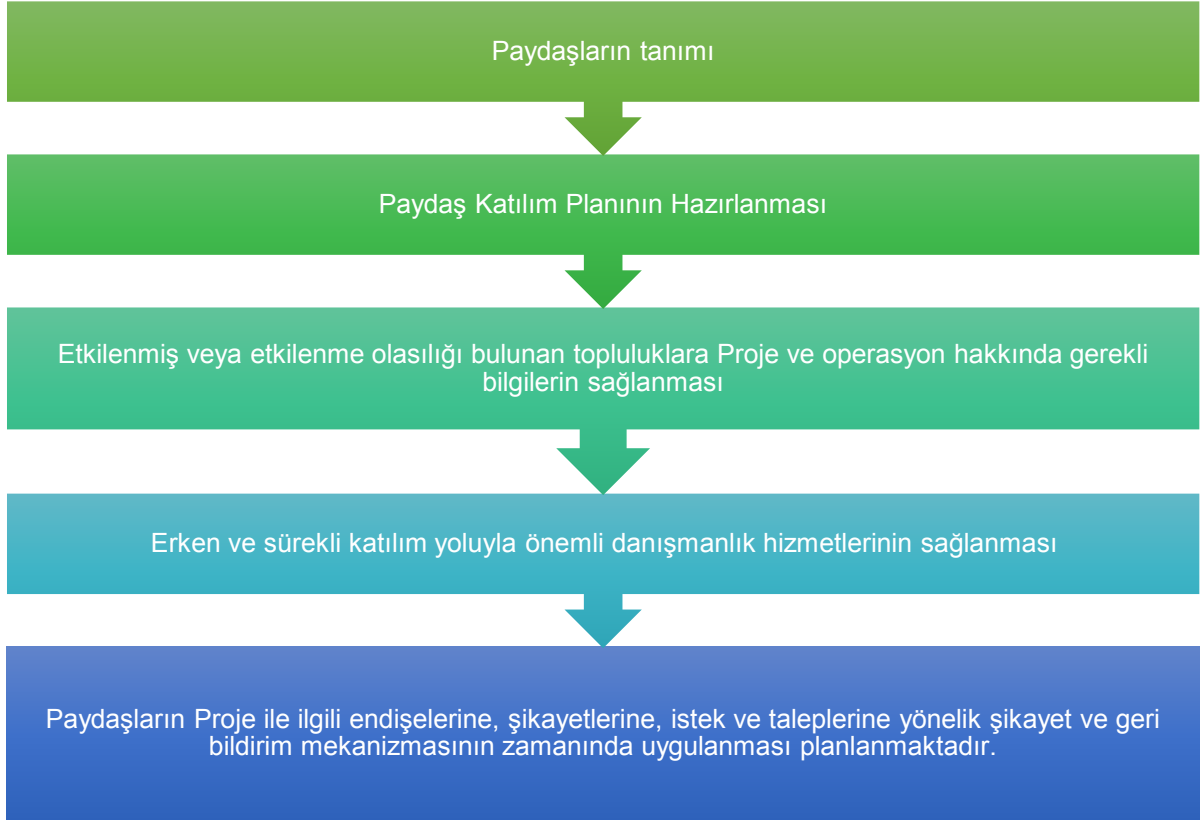 Paydaşların tanımı
Paydaş Katılım Planının Hazırlanması
Etkilenmiş veya etkilenme olasılığı bulunan topluluklara Proje ve operasyon hakkında gerekli
bilgilerin sağlanması
Erken ve sürekli katılım yoluyla önemli danışmanlık hizmetlerinin sağlanması
Paydaşların Proje ile ilgili endişelerine, şikayetlerine, istek ve taleplerine yönelik şikayet ve geri
bildirim mekanizmasının zamanında uygulanması planlanmaktadır.